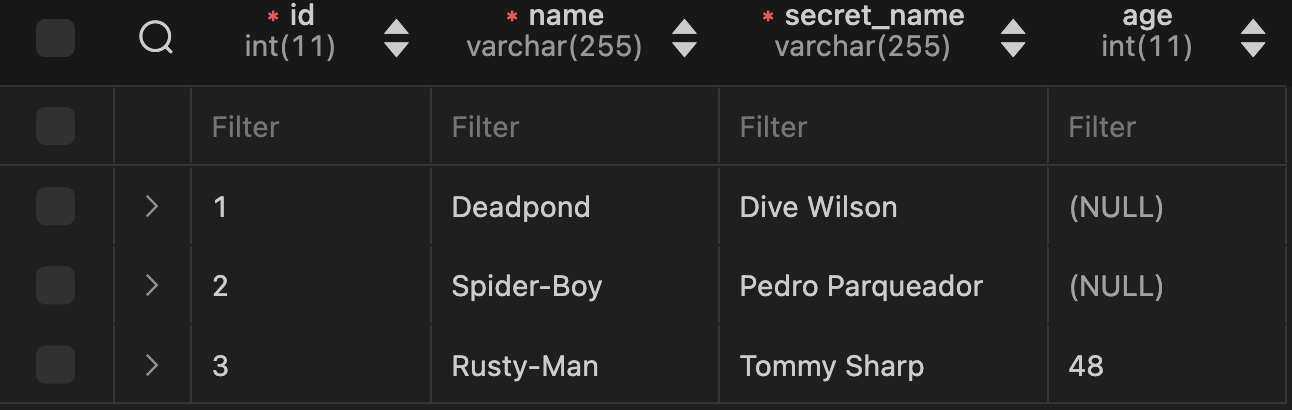 * id * name * secret_name age
int(11) varchar(255) varchar(255) int(11)
Filter Filter Filter Filter
1 Deadpond Dive Wilson (NULL)
2 Spider-Boy Pedro Parqueador (NULL)
3 Rusty-Man Tommy Sharp 48